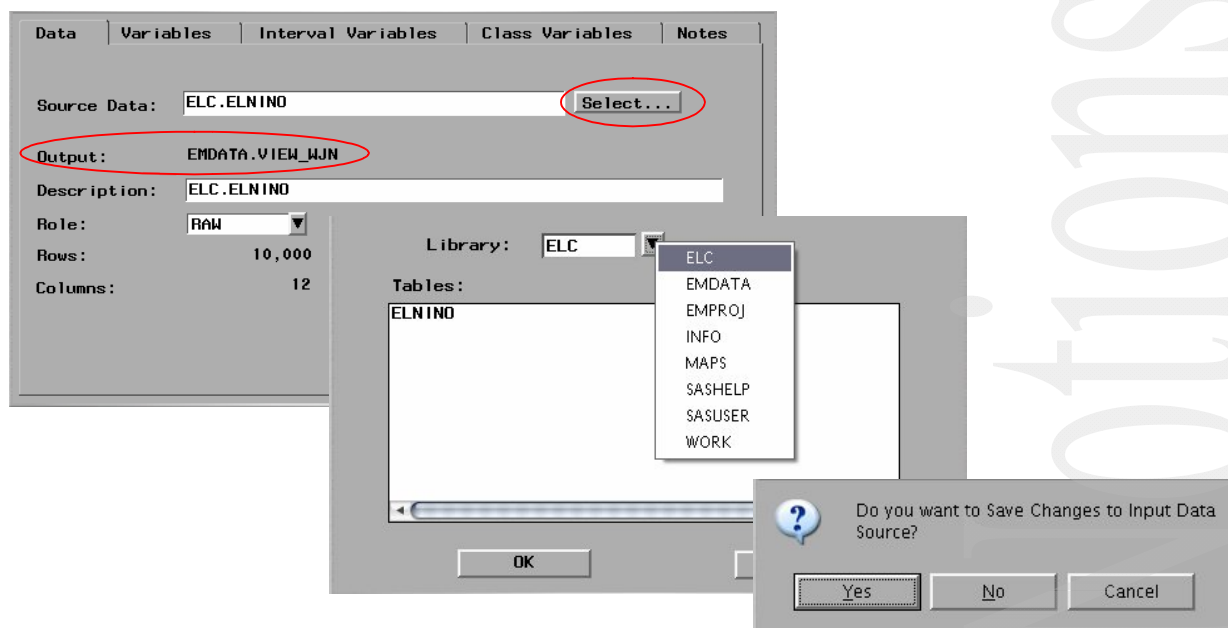 Data Variables Interval Variables Class Variables Notes
Source Data: ELC.ELNINO Select...
Output: EMDATA.VIEW_WJN
Description: ELC.ELNINO
Role: RAW
Rows: 10,000
Columns: 12
Library: ELC
ELC
EMDATA
EMPROJ
INFO
MAPS
SASHELP
SASUSER
WORK
Tables:
ELNINO
OK
Do you want to Save Changes to Input Data
Source?
Yes No Cancel
otions